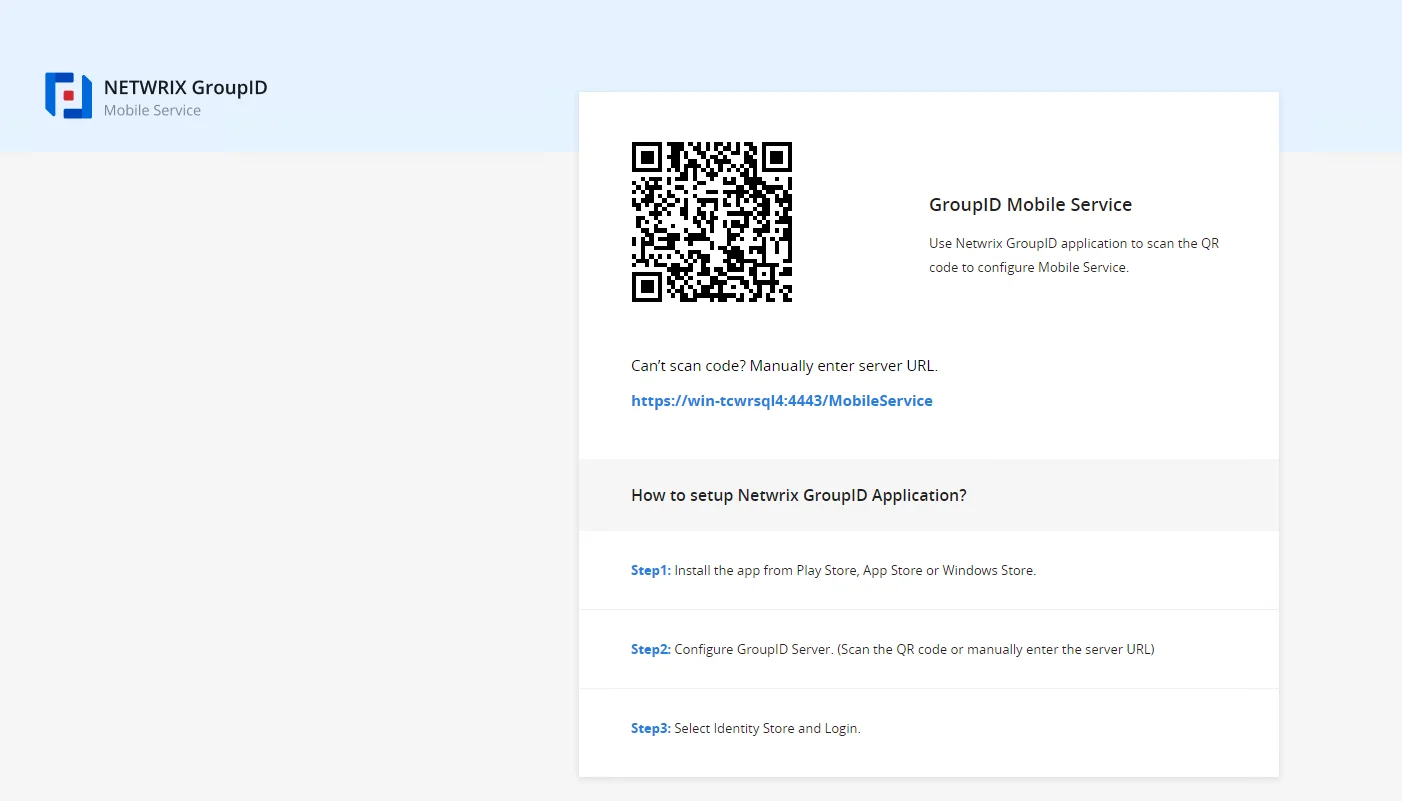 NETWRIX GroupID
Mobile Service
GroupID Mobile Service
Use Netwrix GroupID application to scan the QR
code to configure Mobile Service.
Can’t scan code? Manually enter server URL.
https://win-tcwrsql4:4443/MobileService
How to setup Netwrix GroupID Application?
Step1: Install the app from Play Store, App Store or Windows Store.
Step2: Configure GroupID Server. (Scan the QR code or manually enter the server URL)
Step3: Select Identity Store and Login.